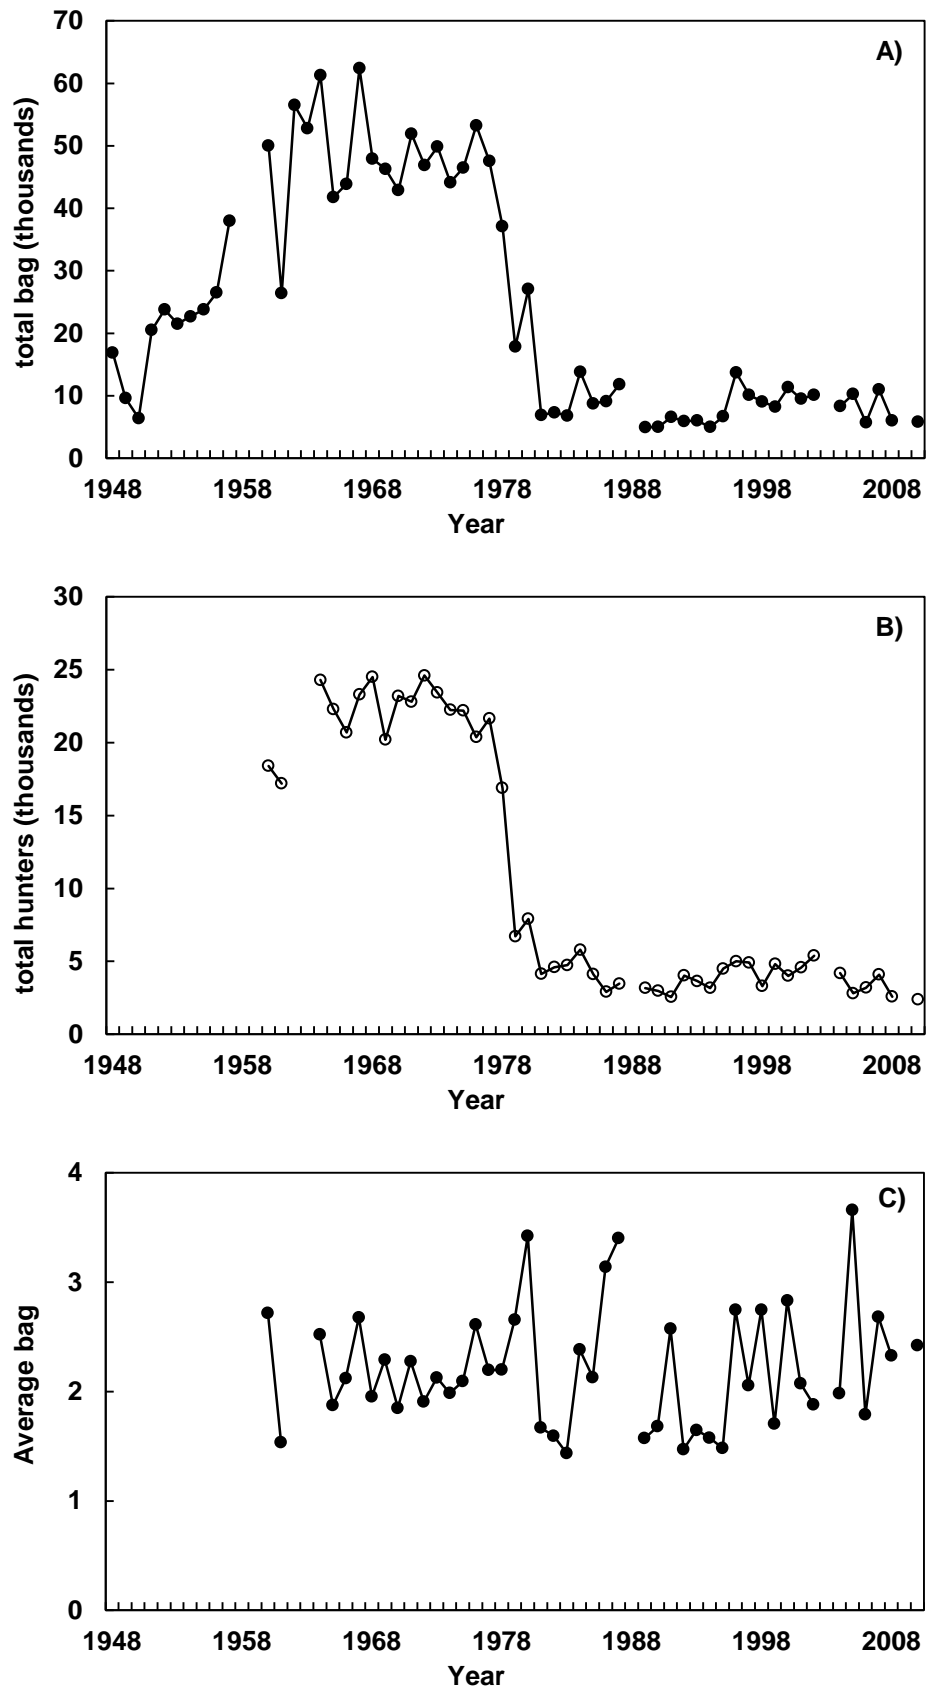 A)
total bag (thousands)
70
60
50
40
30
20
10
0
1948 1958 1968 1978 1988 1998 2008
Year
B)
total hunters (thousands)
30
25
20
15
10
5
0
1948 1958 1968 1978 1988 1998 2008
Year
C)
Average bag
4
3
2
1
0
1948 1958 1968 1978 1988 1998 2008
Year